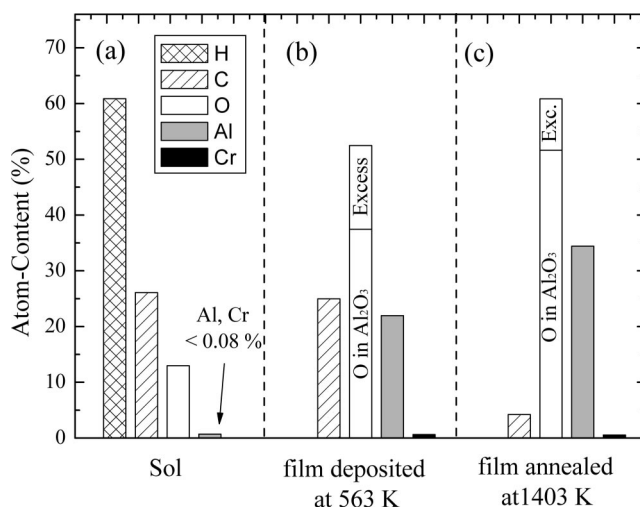 (a)
H
C
O
Al
Cr
(b)
(c)
Atom-Content (%)
70
60
50
40
30
20
10
0
Al, Cr
< 0.08 %
Excess
O in Al₂O₃
Exc.
O in Al₂O₃
Sol
film deposited
at 563 K
film annealed
at1403 K